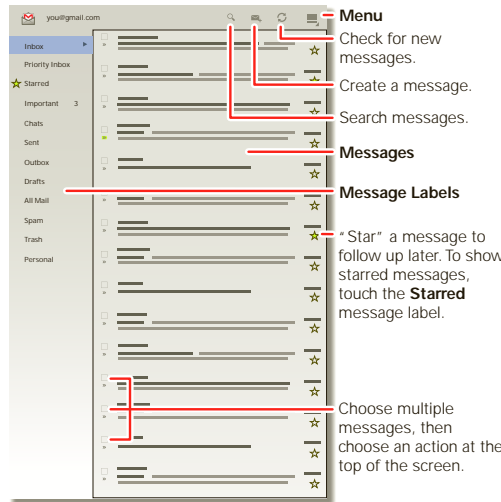 you@gmail.com
Inbox
Priority Inbox
Starred
Important 3
Chats
Sent
Outbox
Drafts
All Mail
Spam
Trash
Personal
Menu
Check for new
messages.
Create a message.
Search messages.
Messages
Message Labels
“Star” a message to
follow up later. To show
starred messages,
touch the Starred
message label.
Choose multiple
messages, then
choose an action at the
top of the screen.